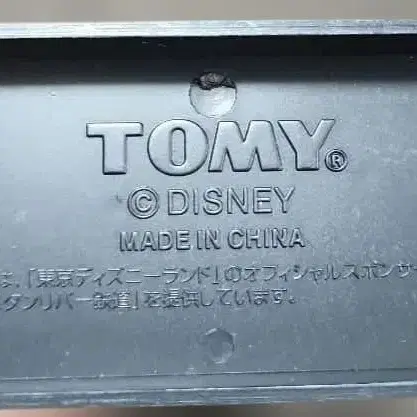 TOMY®
© DISNEY
MADE IN CHINA
は、「東京ディズニーランド」のオフィシャルスポンサ
タンリバー鉄道」を提供しています。